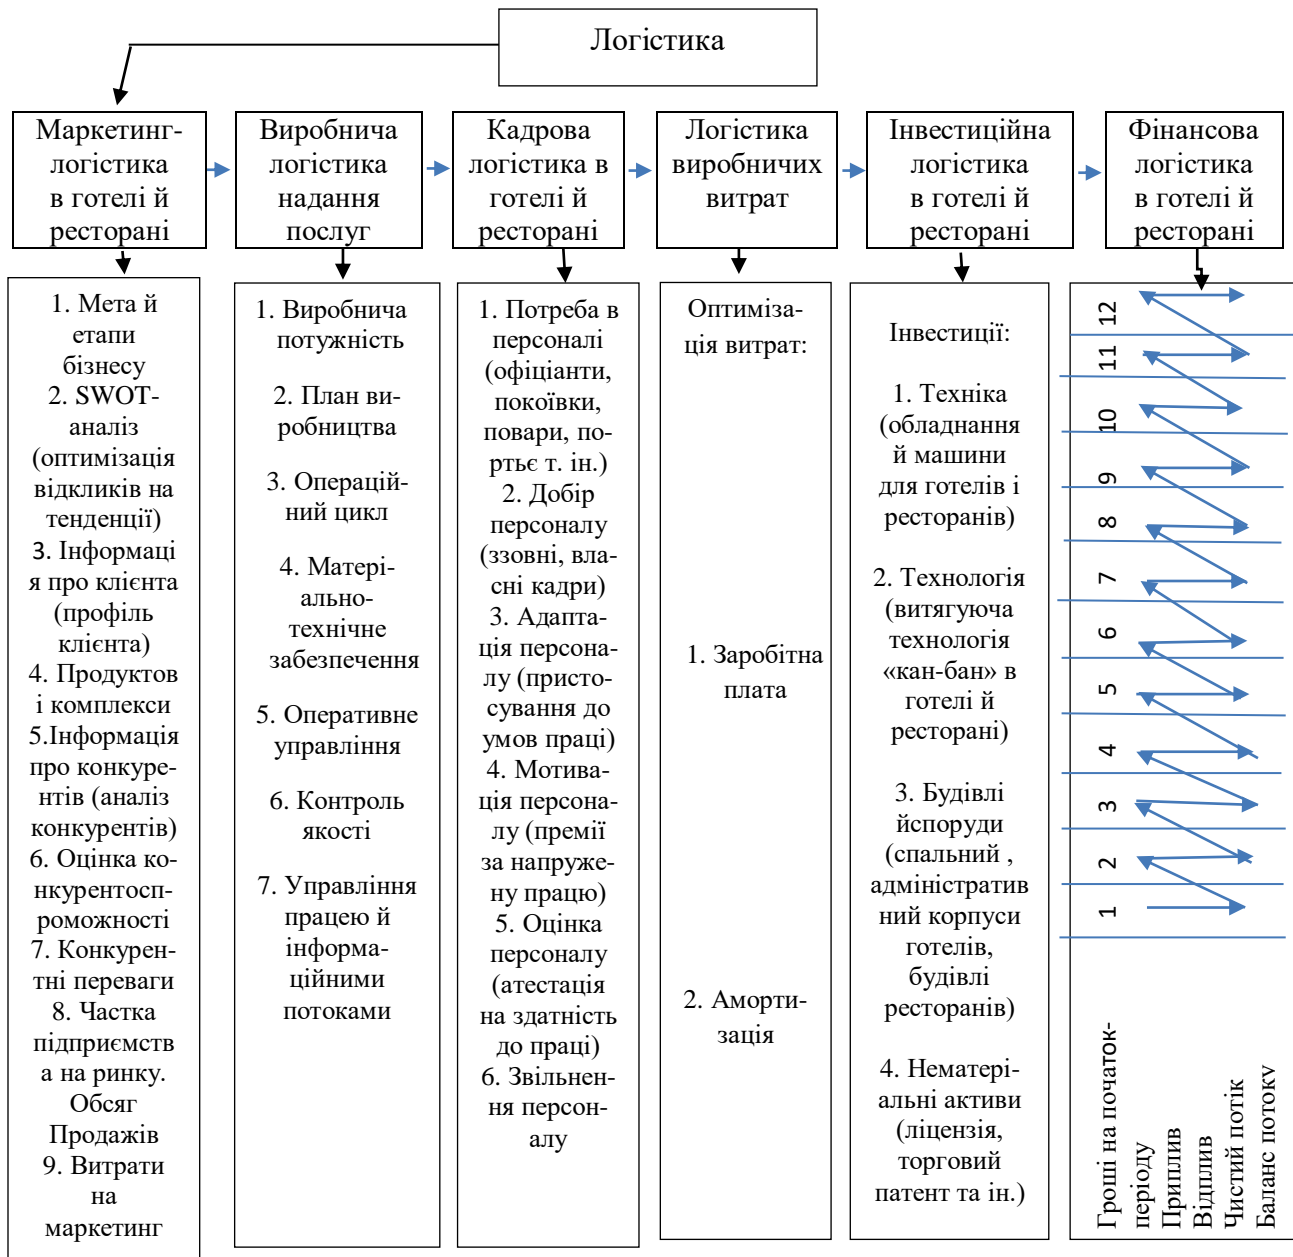 Логістика
Маркетинг-
логістика
в готелі й
ресторані
Виробнича
логістика
надання
послуг
Кадрова
логістика в
готелі й
ресторані
Логістика
виробничих
витрат
Інвестиційна
логістика
в готелі й
ресторані
Фінансова
логістика
в готелі й
ресторані
1. Мета й
етапи
бізнесу
2. SWOT-
аналіз
(оптимізація
відкликів на
тенденції)
3. Інформаці
я про клієнта
(профіль
клієнта)
4. Продуктов
і комплекси
5.Інформація
про конкуре-
нтів (аналіз
конкурентів)
6. Оцінка ко-
нкурентосп-
роможності
7. Конкурен-
тні переваги
8. Частка
підприємств
а на ринку.
Обсяг
Продажів
9. Витрати
на
маркетинг
1. Виробнича
потужність
2. План ви-
робництва
3. Операцій-
ний цикл
4. Матері-
ально-
технічне
забезпечення
5. Оперативне
управління
6. Контроль
якості
7. Управління
працею й
інформа-
ційними
потоками
1. Потреба в
персоналі
(офіціанти,
покоївки,
повари, по-
ртьє т. ін.)
2. Добір
персоналу
(ззовні, вла-
сні кадри)
3. Адапта-
ція персона-
лу (присто-
сування до
умов праці)
4. Мотива-
ція персона-
лу (премії
за напруже-
ну працю)
5. Оцінка
персоналу
(атестація
на здатність
до праці)
6. Звільнен-
ня персон-
алу
Оптиміза-
ція витрат:
1. Заробітна
плата
2. Аморти-
зація
Інвестиції:
1. Техніка
(обладнання
й машини
для готелів і
ресторанів)
2. Технологія
(витягуюча
технологія
«кан-бан» в
готелі й
ресторані)
3. Будівлі
йспоруди
(спальний ,
адміністратив
ний корпуси
готелів,
будівлі
ресторанів)
4. Нематері-
альні активи
(ліцензія,
торговий
патент та ін.)
12
11
10
9
8
7
6
5
4
3
2
1
Гроші на початок-
періоду
Приплив
Відплив
Чистий потік
Баланс потоку